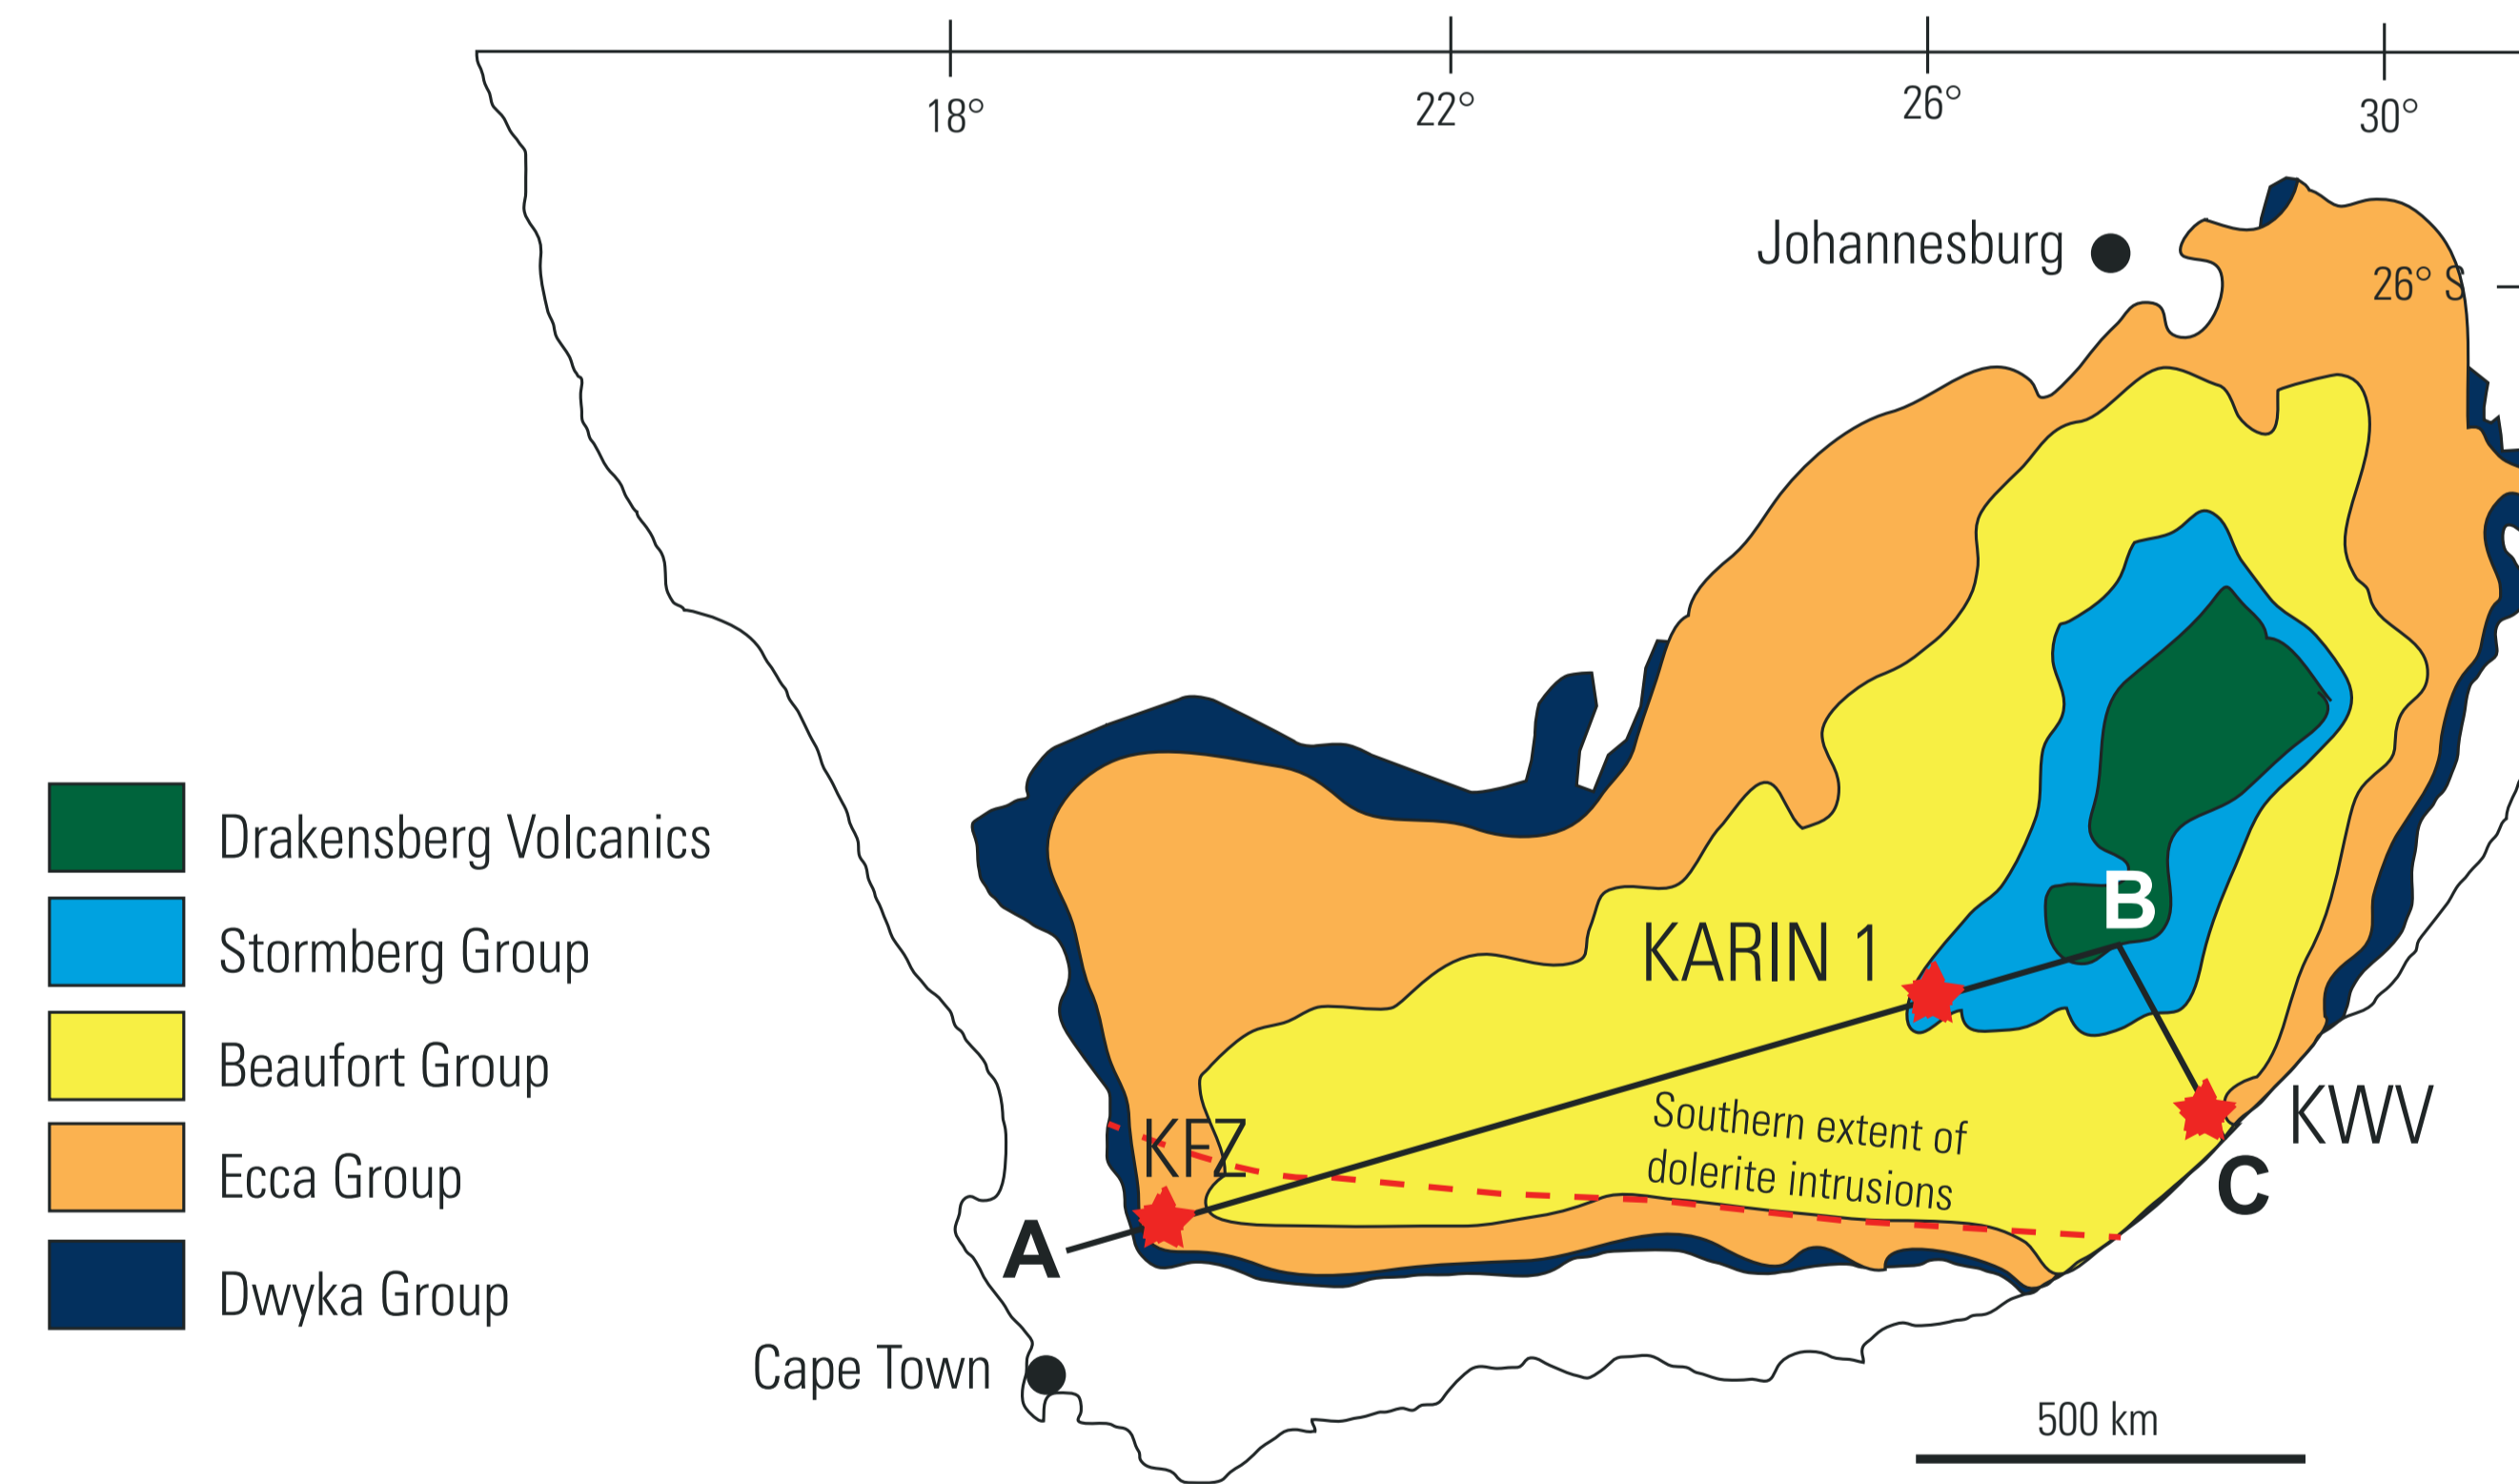 18°
22°
26°
30°
Johannesburg
26° S
Drakensberg Volcanics
Stormberg Group
Beaufort Group
Ecca Group
Dwyka Group
B
KARIN 1
KWV
Southern extent of
dolerite intrusions
KFZ
C
A
Cape Town
500 km